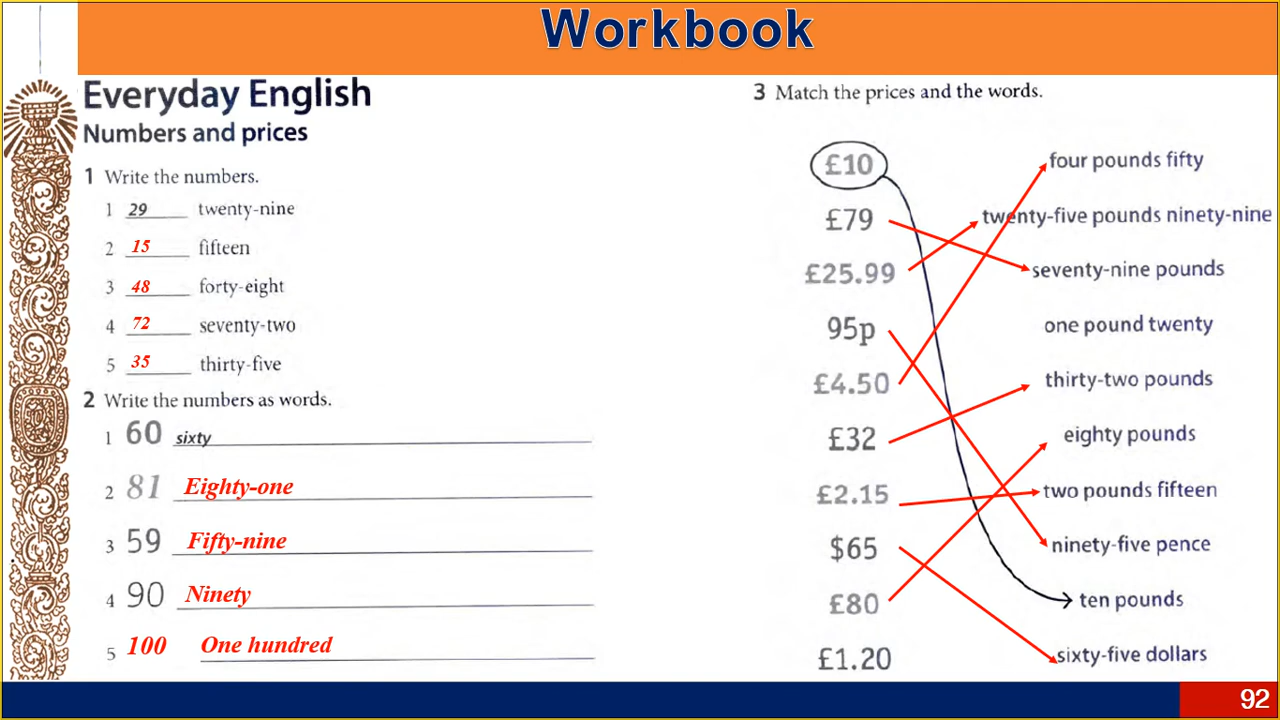 Workbook
Everyday English
Numbers and prices
1 Write the numbers.
1 29 twenty-nine
2 15 fifteen
3 48 forty-eight
4 72 seventy-two
5 35 thirty-five
2 Write the numbers as words.
1 60 sixty
2 81 Eighty-one
3 59 Fifty-nine
4 90 Ninety
5 100 One hundred
3 Match the prices and the words.
£10 four pounds fifty
£79 twenty-five pounds ninety-nine
£25.99 seventy-nine pounds
95p one pound twenty
£4.50 thirty-two pounds
£32 eighty pounds
£2.15 two pounds fifteen
$65 ninety-five pence
£80 ten pounds
£1.20 sixty-five dollars
92